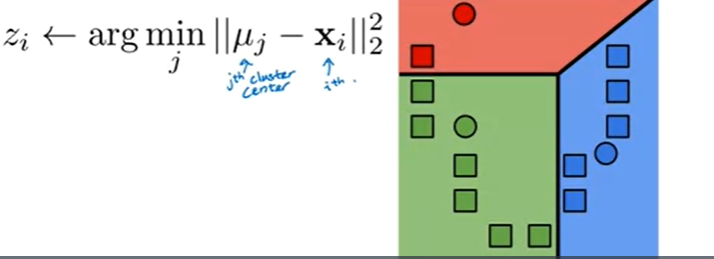 z_i ← arg min_j ||μ_j − x_i||_2^2
jth cluster center
ith